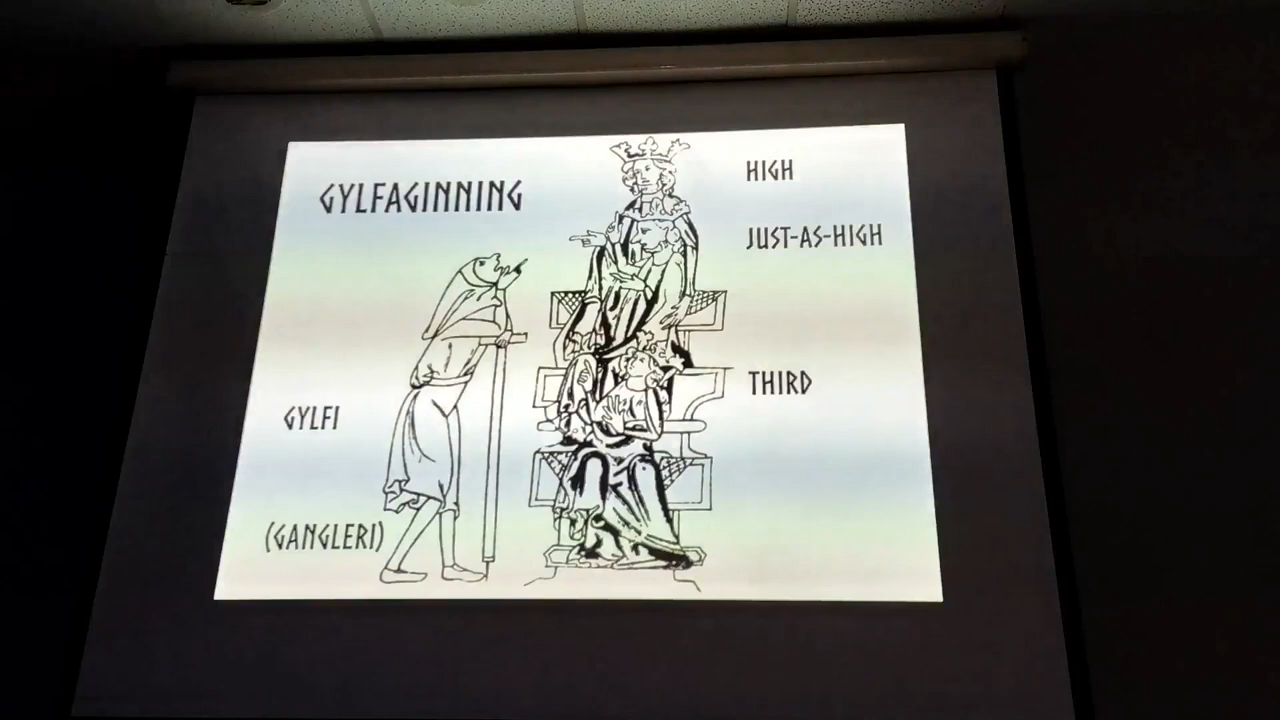 GYLFAGINNING
HIGH
JUST-AS-HIGH
THIRD
GYLFI
(GANGLERI)